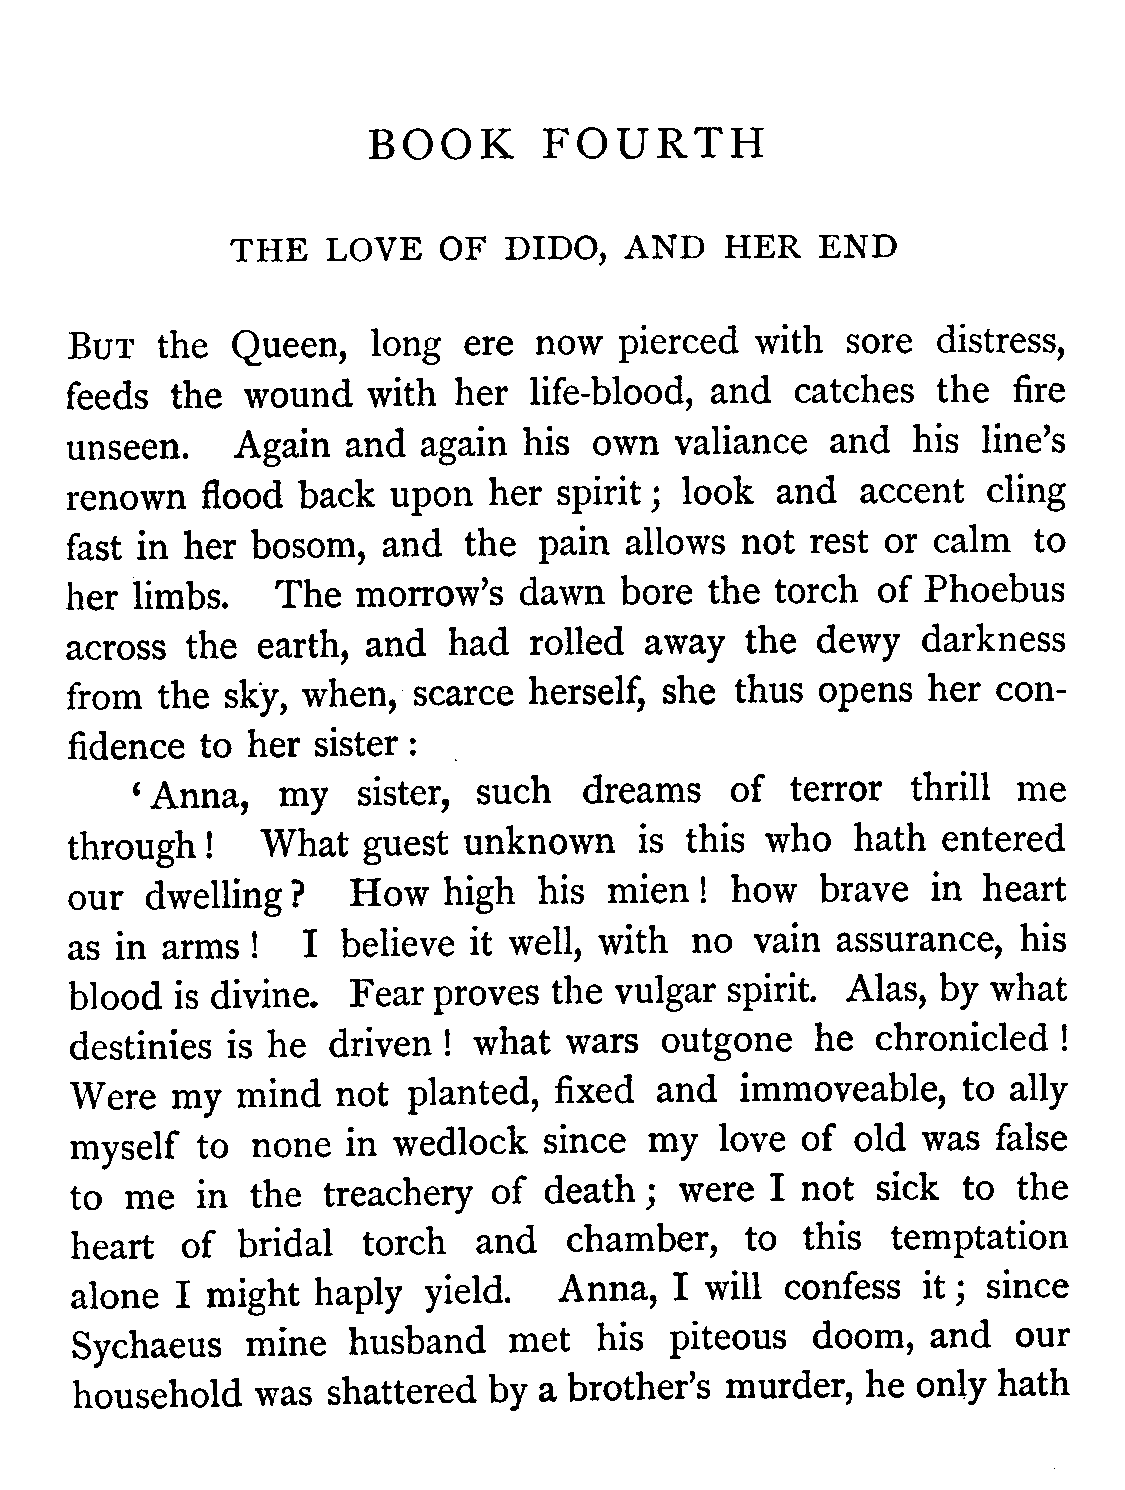 BOOK FOURTH
THE LOVE OF DIDO, AND HER END
BUT the Queen, long ere now pierced with sore distress,
feeds the wound with her life-blood, and catches the fire
unseen. Again and again his own valiance and his line's
renown flood back upon her spirit ; look and accent cling
fast in her bosom, and the pain allows not rest or calm to
her limbs. The morrow's dawn bore the torch of Phoebus
across the earth, and had rolled away the dewy darkness
from the sky, when, scarce herself, she thus opens her con-
fidence to her sister :
‘ Anna, my sister, such dreams of terror thrill me
through ! What guest unknown is this who hath entered
our dwelling ? How high his mien ! how brave in heart
as in arms ! I believe it well, with no vain assurance, his
blood is divine. Fear proves the vulgar spirit. Alas, by what
destinies is he driven ! what wars outgone he chronicled !
Were my mind not planted, fixed and immoveable, to ally
myself to none in wedlock since my love of old was false
to me in the treachery of death ; were I not sick to the
heart of bridal torch and chamber, to this temptation
alone I might haply yield. Anna, I will confess it ; since
Sychaeus mine husband met his piteous doom, and our
household was shattered by a brother's murder, he only hath